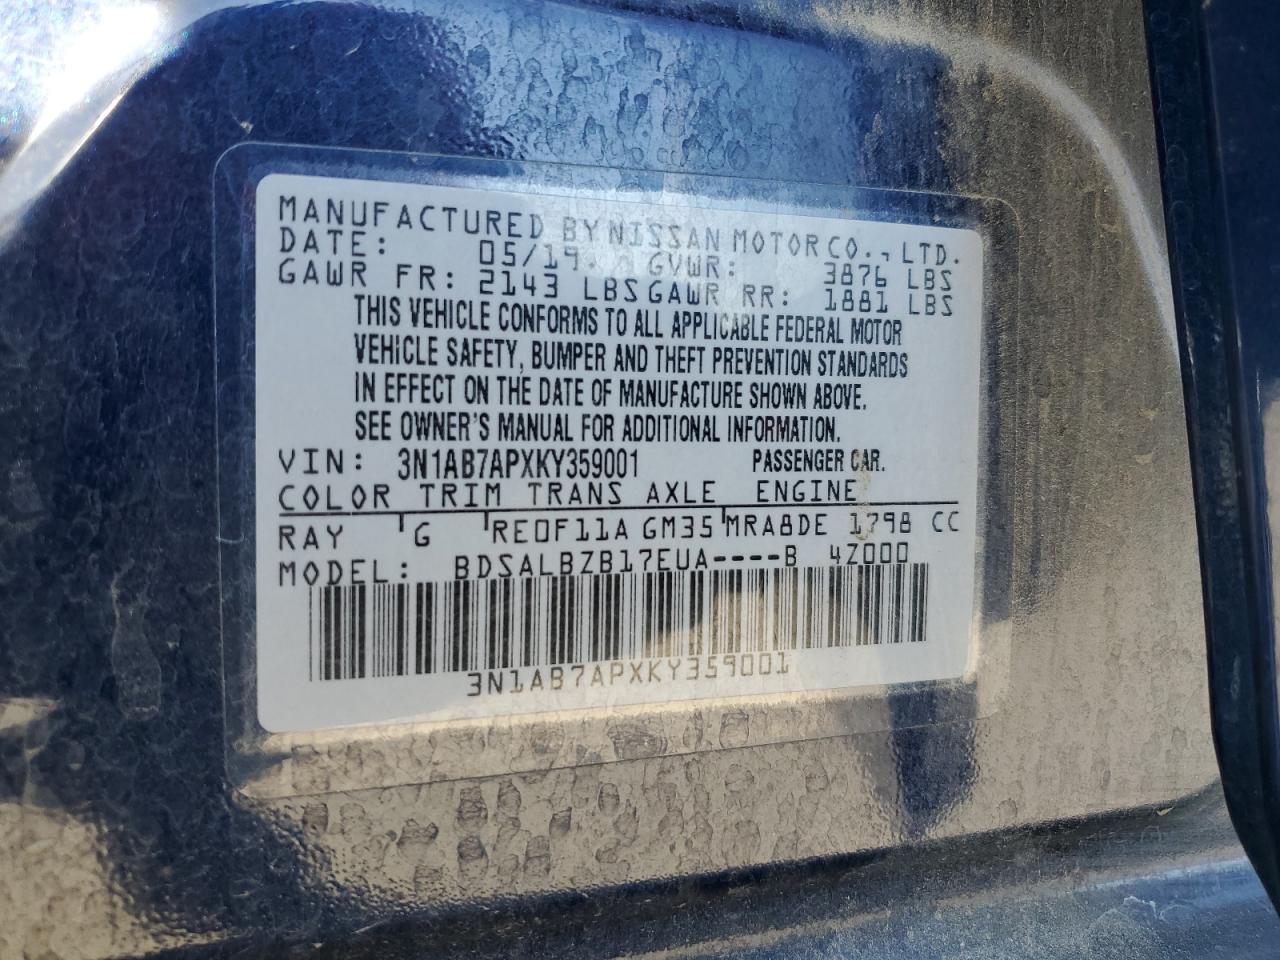 MANUFACTURED BY NISSAN MOTOR CO., LTD.
DATE: 05/19 GVWR: 3876 LBS
GAWR FR: 2143 LBS GAWR RR: 1881 LBS
THIS VEHICLE CONFORMS TO ALL APPLICABLE FEDERAL MOTOR
VEHICLE SAFETY, BUMPER AND THEFT PREVENTION STANDARDS
IN EFFECT ON THE DATE OF MANUFACTURE SHOWN ABOVE.
SEE OWNER'S MANUAL FOR ADDITIONAL INFORMATION.
VIN: 3N1AB7APXKY359001 PASSENGER CAR.
COLOR TRIM TRANS AXLE ENGINE
RAY G RE0F11A GM35 MRA8DE 1798 CC
MODEL: BDSALBZB17EUA----B 4Z000
3N1AB7APXKY359001